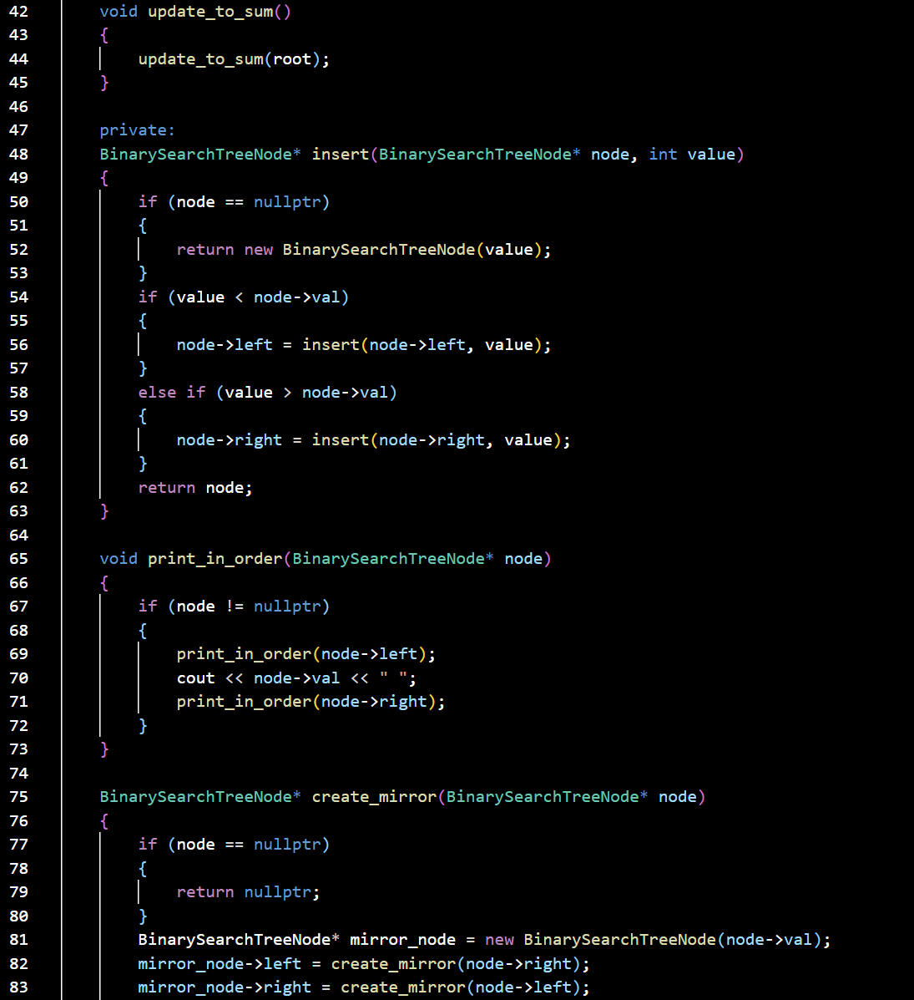 42 void update_to_sum()
43 {
44 update_to_sum(root);
45 }
46
47 private:
48 BinarySearchTreeNode* insert(BinarySearchTreeNode* node, int value)
49 {
50 if (node == nullptr)
51 {
52 return new BinarySearchTreeNode(value);
53 }
54 if (value < node->val)
55 {
56 node->left = insert(node->left, value);
57 }
58 else if (value > node->val)
59 {
60 node->right = insert(node->right, value);
61 }
62 return node;
63 }
64
65 void print_in_order(BinarySearchTreeNode* node)
66 {
67 if (node != nullptr)
68 {
69 print_in_order(node->left);
70 cout << node->val << " ";
71 print_in_order(node->right);
72 }
73 }
74
75 BinarySearchTreeNode* create_mirror(BinarySearchTreeNode* node)
76 {
77 if (node == nullptr)
78 {
79 return nullptr;
80 }
81 BinarySearchTreeNode* mirror_node = new BinarySearchTreeNode(node->val);
82 mirror_node->left = create_mirror(node->right);
83 mirror_node->right = create_mirror(node->left);